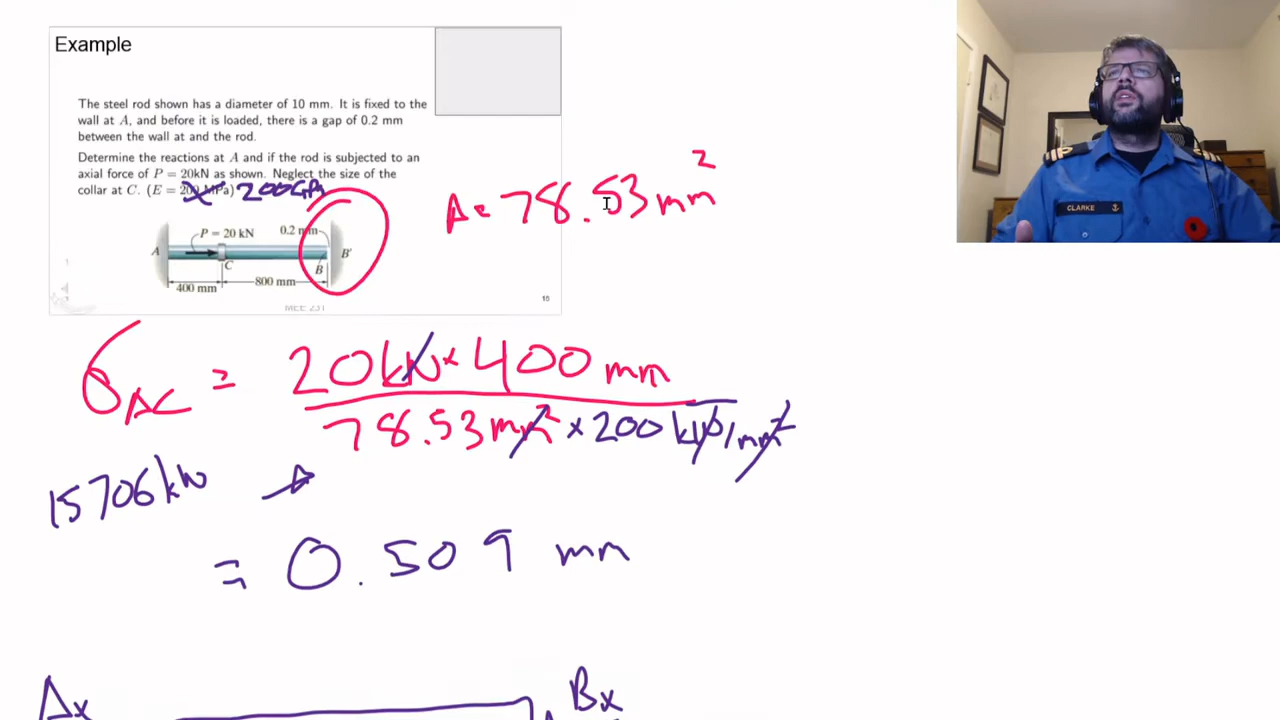 Example
The steel rod shown has a diameter of 10 mm. It is fixed to the
wall at A, and before it is loaded, there is a gap of 0.2 mm
between the wall at and the rod.
Determine the reactions at A and if the rod is subjected to an
axial force of P = 20kN as shown. Neglect the size of the
collar at C. (E = 200 MPa) 200GPa
P = 20 kN
0.2 mm
A
B'
C
B
400 mm
800 mm
MEE 231
A = 78.53 mm²
δAC = 20kN × 400 mm
78.53 mm² × 200 kN/mm²
15706kN
= 0.509 mm
Ax
Bx
CLARKE